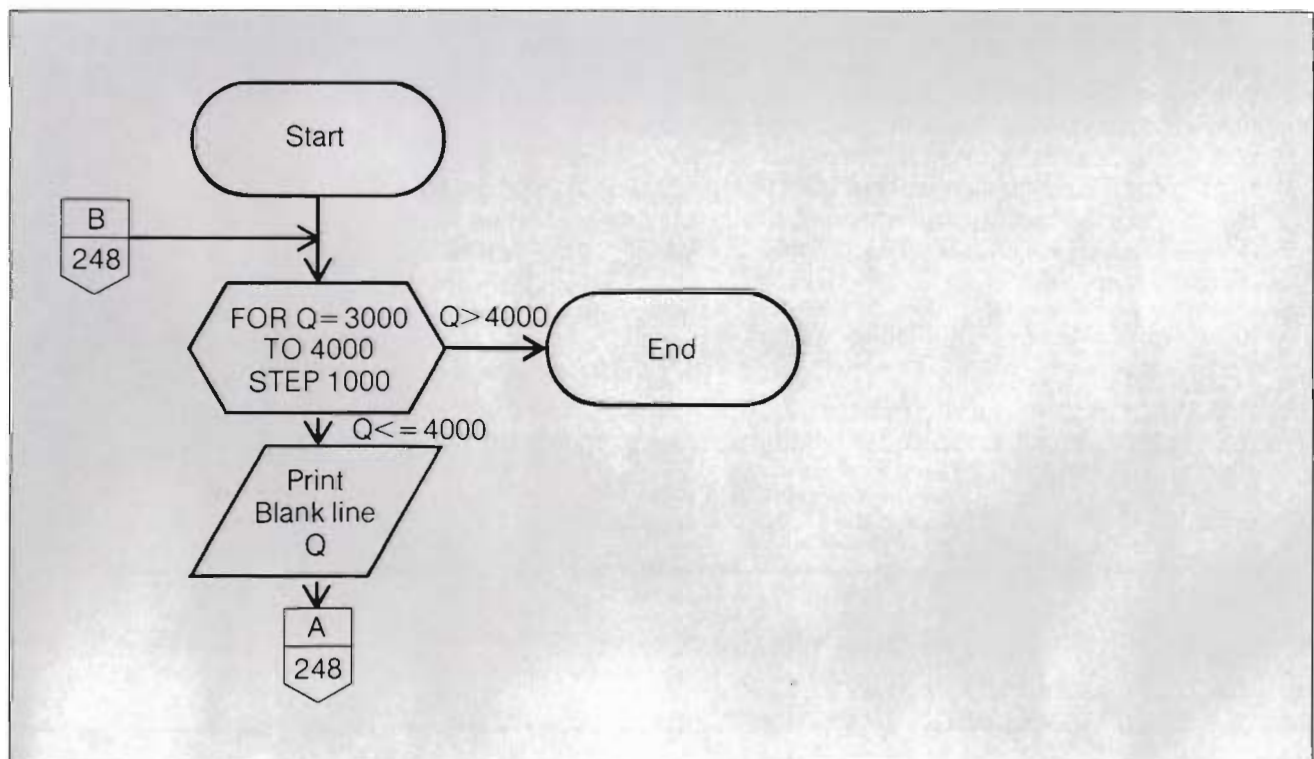 Start
B
248
FOR Q = 3000
TO 4000
STEP 1000
Q > 4000
End
Q < = 4000
Print
Blank line
Q
A
248